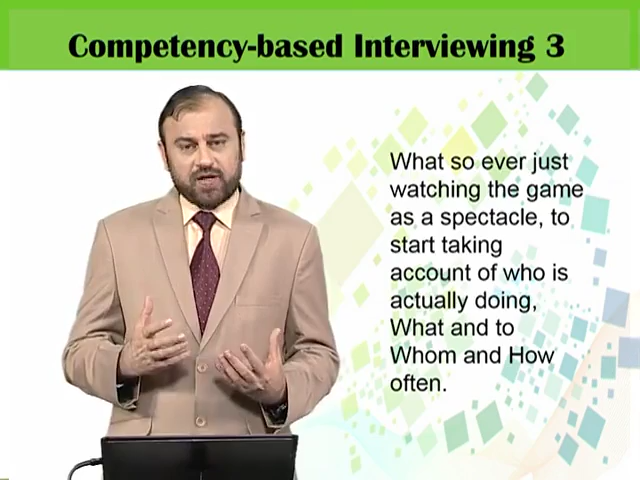 Competency-based Interviewing 3
What so ever just
watching the game
as a spectacle, to
start taking
account of who is
actually doing,
What and to
Whom and How
often.